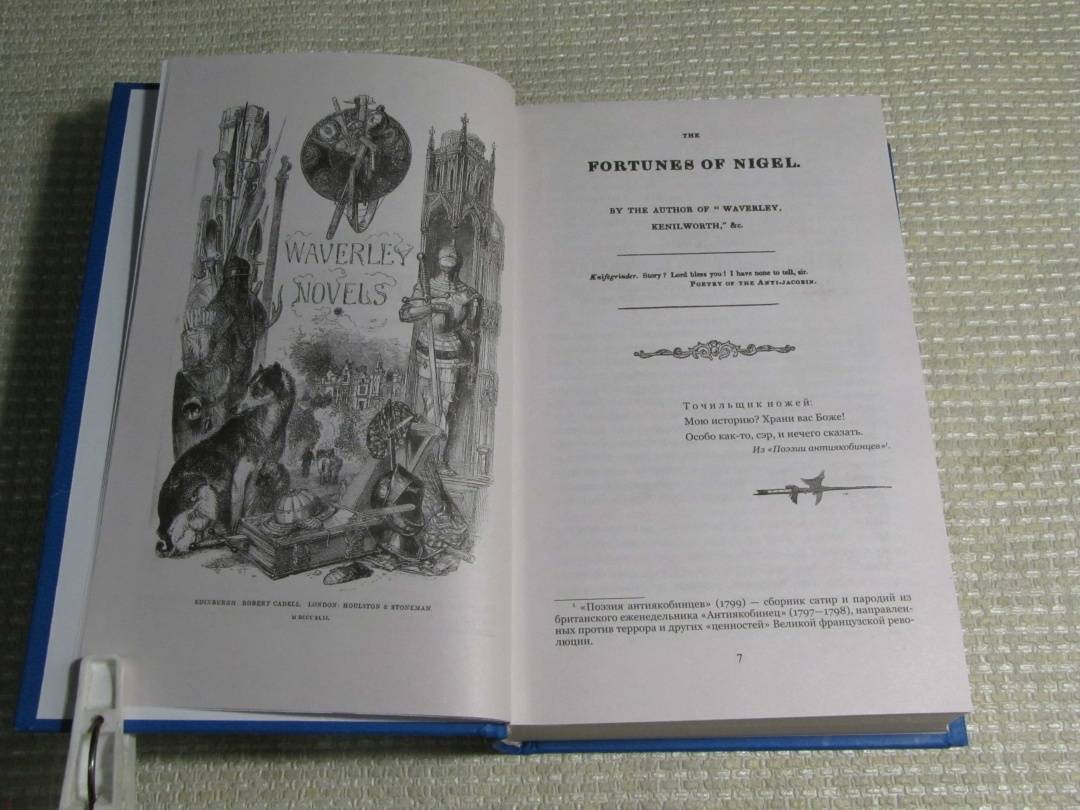 WAVERLEY
NOVELS
EDINBURGH ROBERT CADELL. LONDON: HOULSTON & STONEMAN.
M DCCC XLII.
THE
FORTUNES OF NIGEL.
BY THE AUTHOR OF “ WAVERLEY,
KENILWORTH,” &c.
Knifegrinder. Story? Lord bless you! I have none to tell, sir.
POETRY OF THE ANTI-JACOBIN.
Точильщик ножей:
Мою историю? Храни вас Боже!
Особо как-то, сэр, и нечего сказать.
Из «Поэзии антиякобинцев»¹.
¹ «Поэзия антиякобинцев» (1799) — сборник сатир и пародий из
британского еженедельника «Антиякобинец» (1797—1798), направлен-
ных против террора и других «ценностей» Великой французской рево-
люции.
7